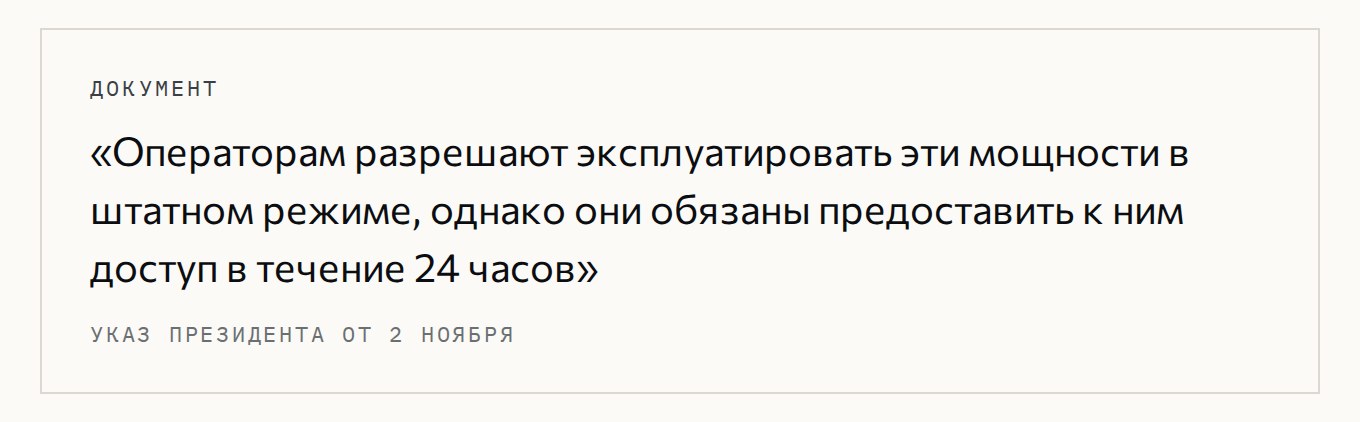 ДОКУМЕНТ
«Операторам разрешают эксплуатировать эти мощности в
штатном режиме, однако они обязаны предоставить к ним
доступ в течение 24 часов»
УКАЗ ПРЕЗИДЕНТА ОТ 2 НОЯБРЯ